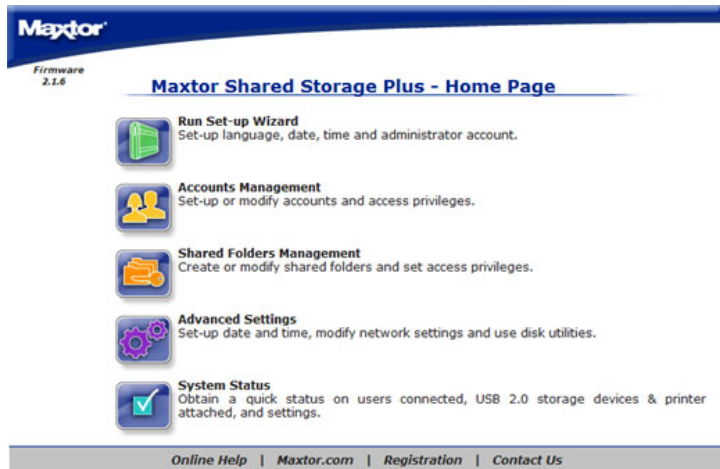 Maxtor
Firmware
2.1.6
Maxtor Shared Storage Plus - Home Page
Run Set-up Wizard
Set-up language, date, time and administrator account.
Accounts Management
Set-up or modify accounts and access privileges.
Shared Folders Management
Create or modify shared folders and set access privileges.
Advanced Settings
Set-up date and time, modify network settings and use disk utilities.
System Status
Obtain a quick status on users connected, USB 2.0 storage devices & printer
attached, and settings.
Online Help | Maxtor.com | Registration | Contact Us